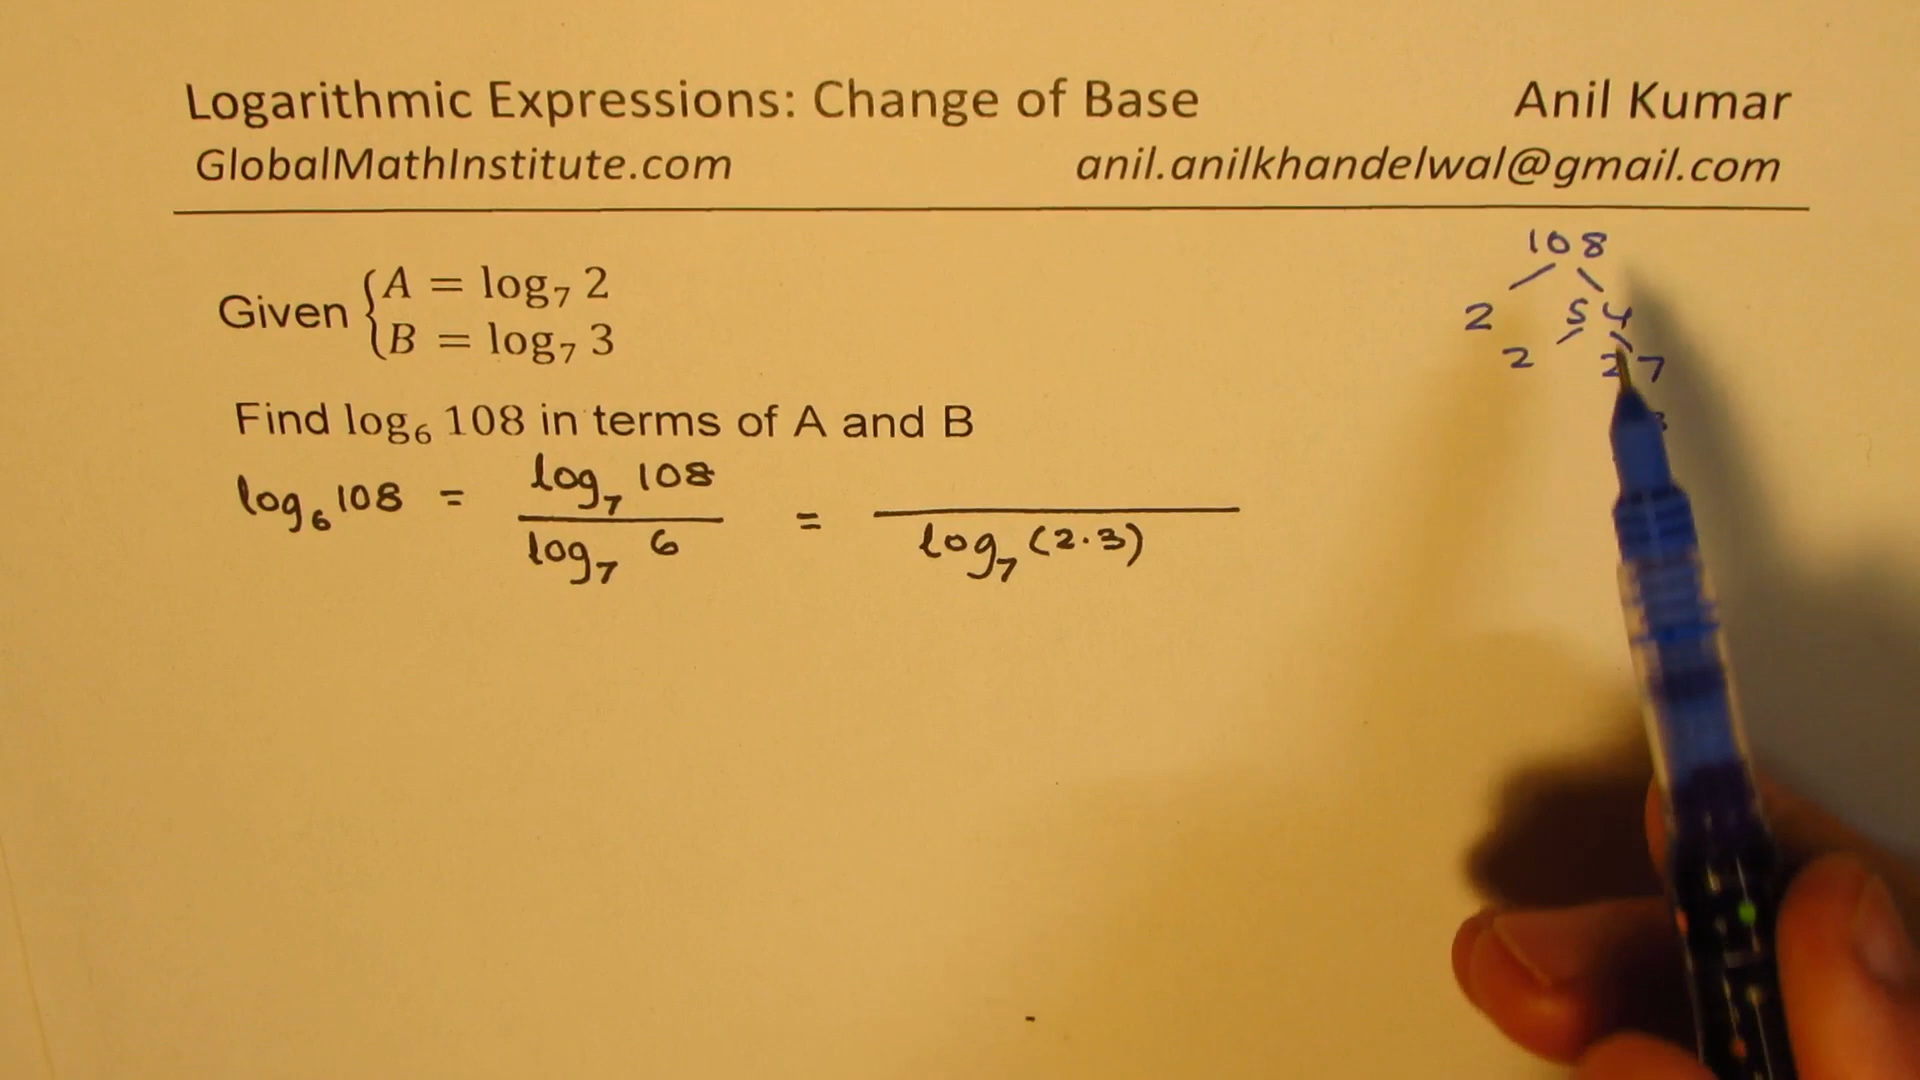 Logarithmic Expressions: Change of Base Anil Kumar
GlobalMathInstitute.com anil.anilkhandelwal@gmail.com
108
2 54
2 27
Given { A = log₇ 2
B = log₇ 3
Find log₆ 108 in terms of A and B
log₆ 108 = log₇ 108 / log₇ 6 = / log₇ (2·3)